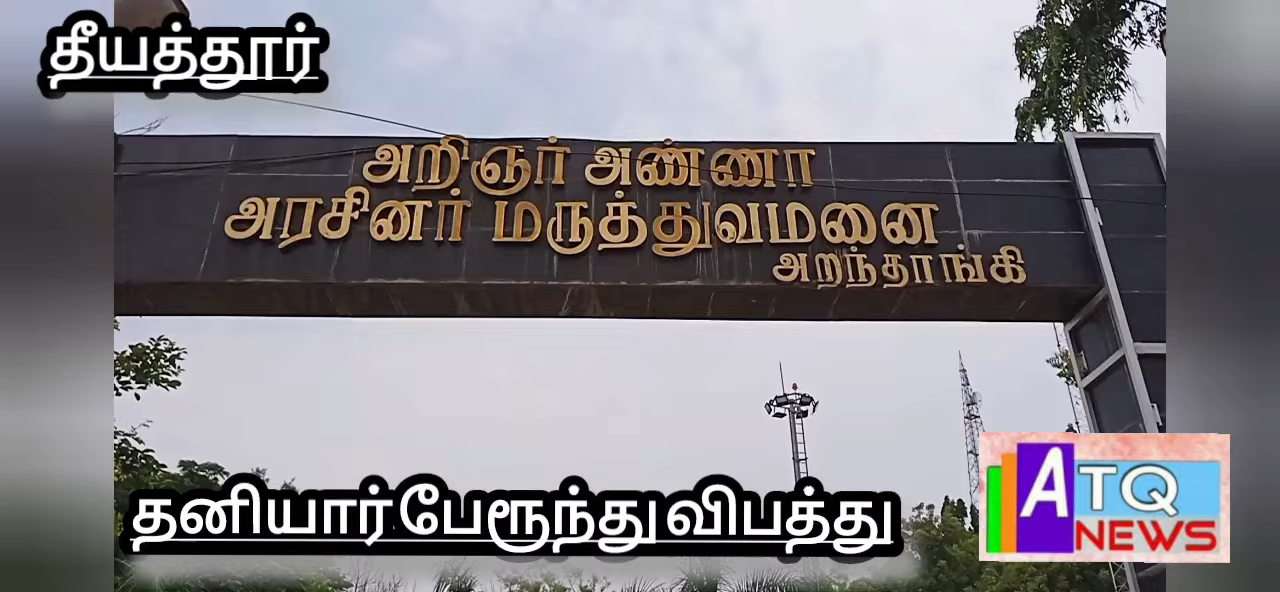 தீயத்தூர்
அறிஞர் அண்ணா
அரசினர் மருத்துவமனை
அறந்தாங்கி
தனியார் பேரூந்து விபத்து
ATQ
NEWS